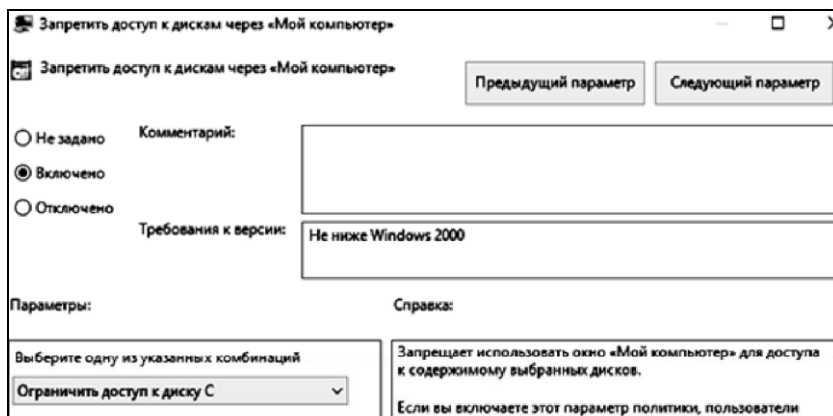 Запретить доступ к дискам через «Мой компьютер»
Запретить доступ к дискам через «Мой компьютер»
Предыдущий параметр
Следующий параметр
Не задано
Комментарий:
Включено
Отключено
Требования к версии:
Не ниже Windows 2000
Параметры:
Справка:
Выберите одну из указанных комбинаций
Ограничить доступ к диску C
Запрещает использовать окно «Мой компьютер» для доступа
к содержимому выбранных дисков.
Если вы включаете этот параметр политики, пользователи